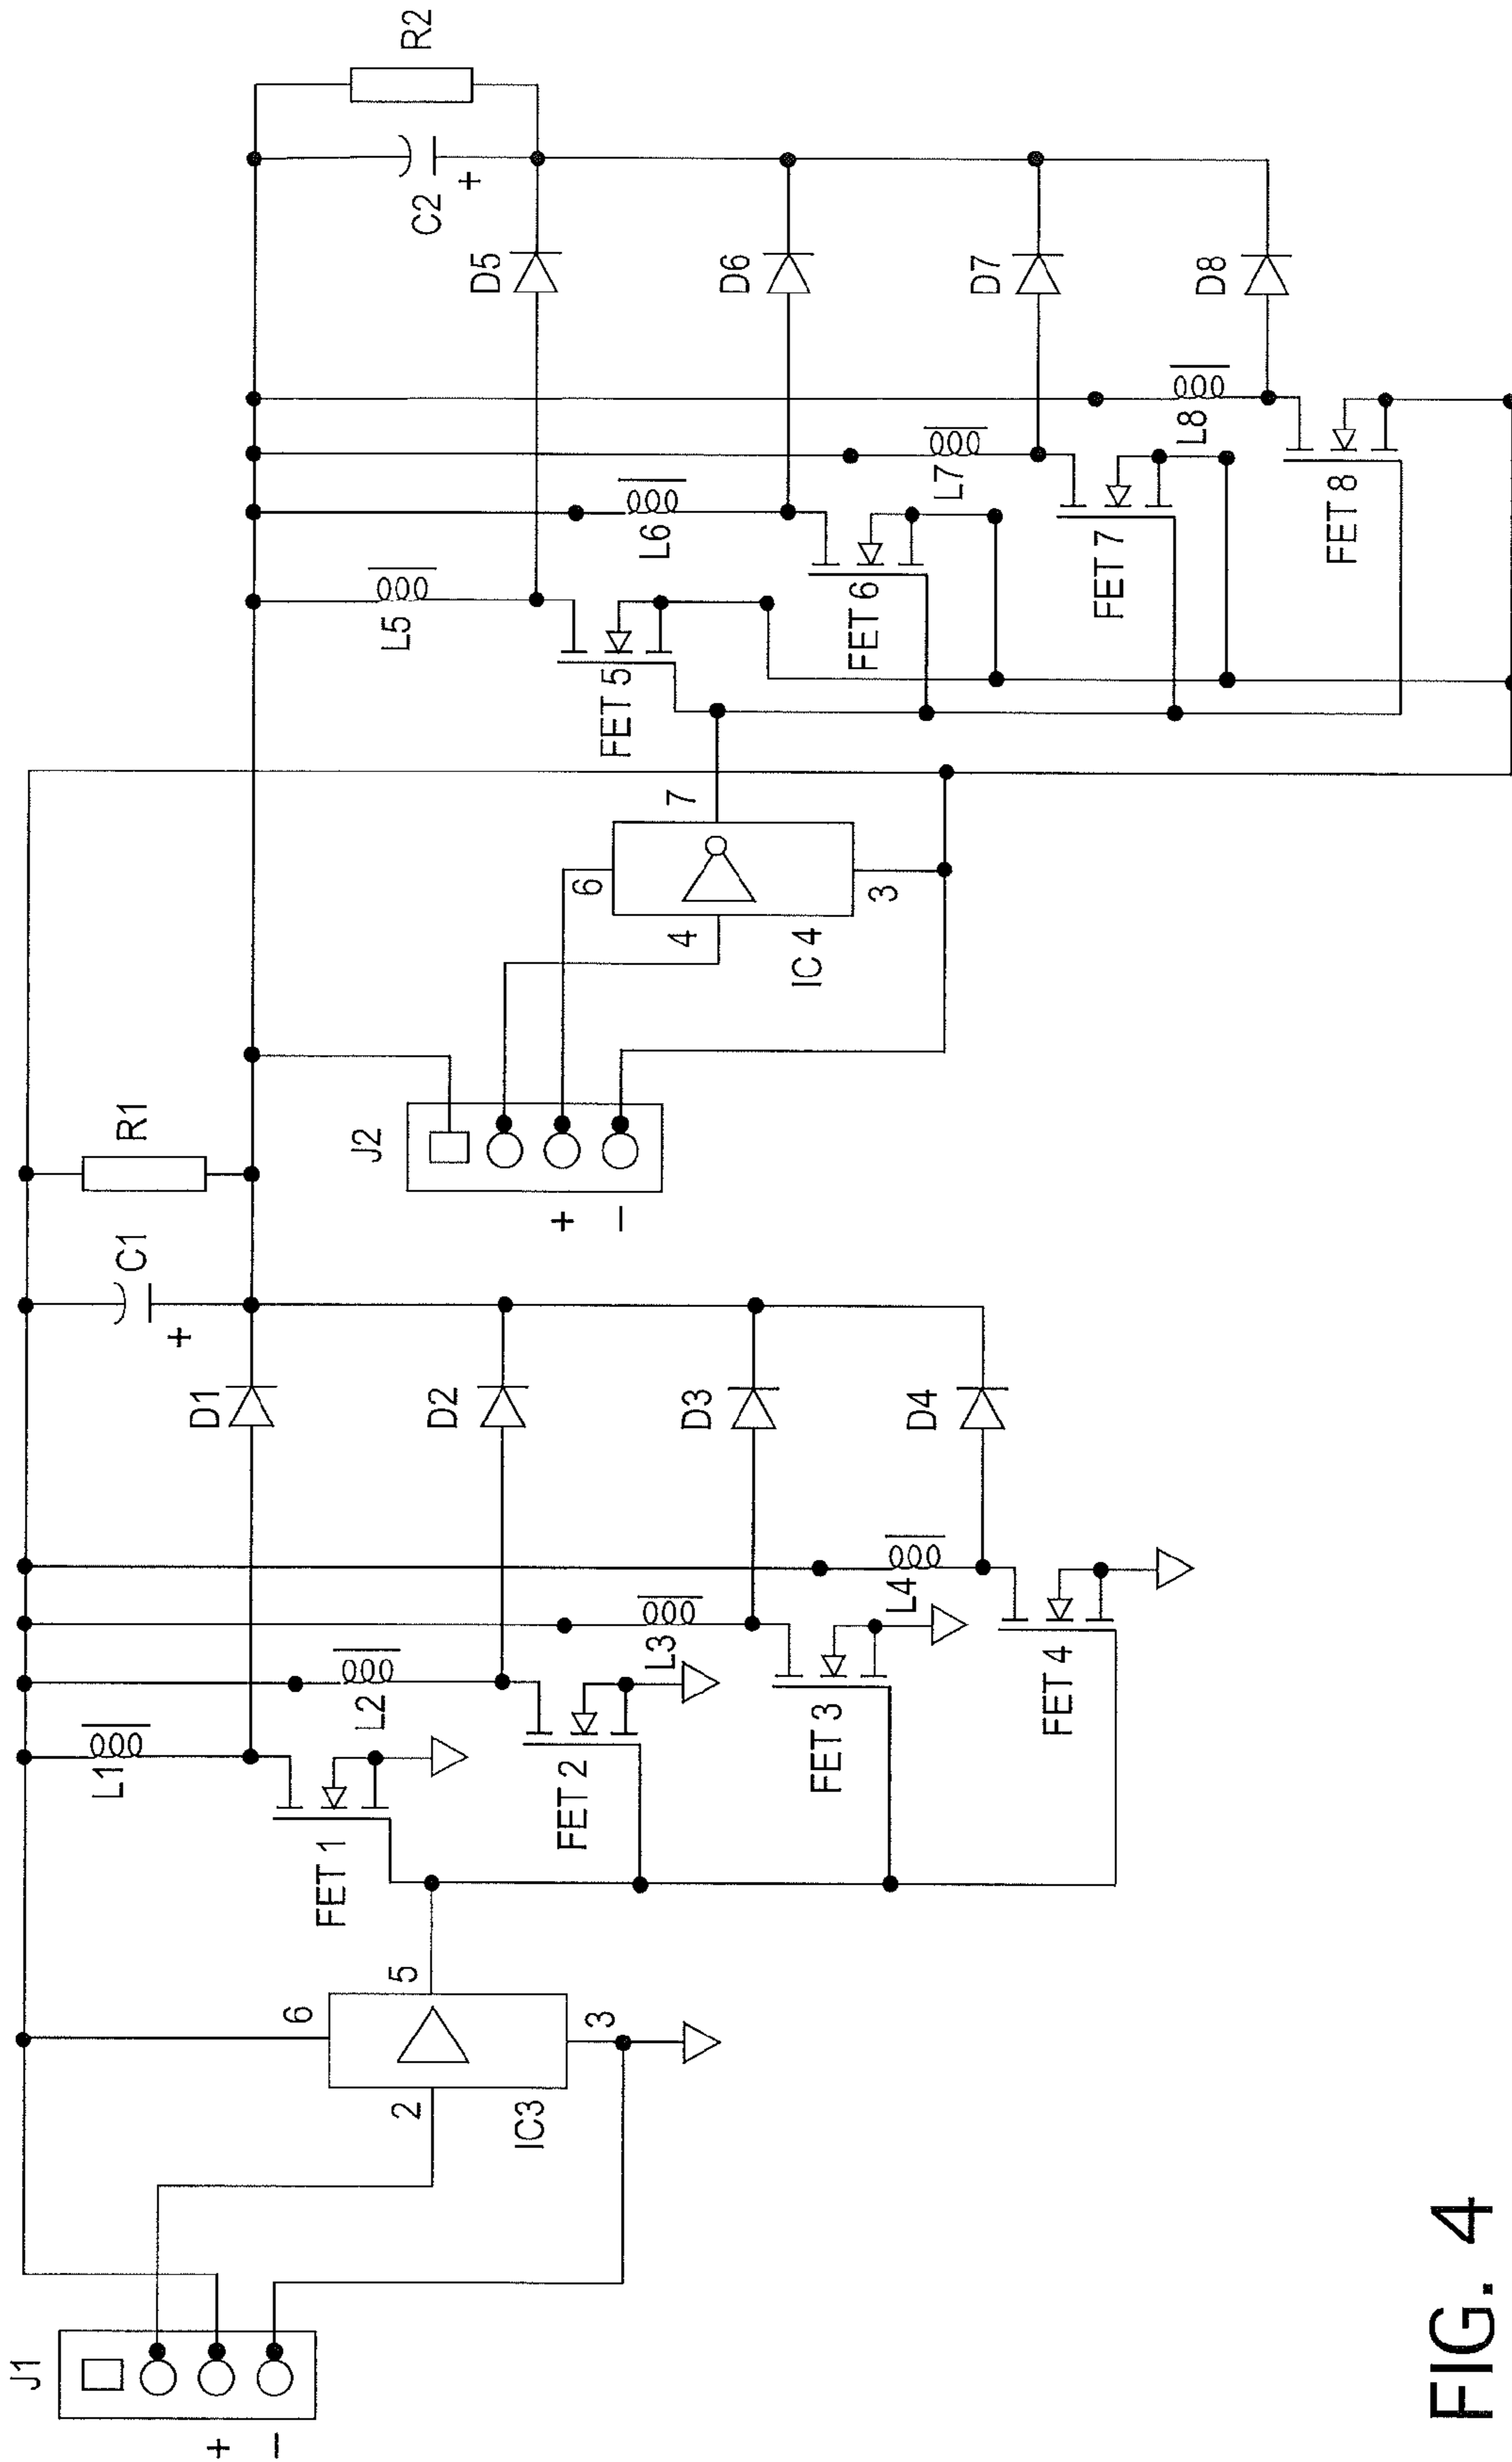 J1
+
−
IC3
2
6
3
5
FET 1
FET 2
FET 3
FET 4
L1
L2
L3
L4
D1
D2
D3
D4
C1
+
R1
J2
+
−
IC 4
4
6
3
7
FET 5
FET 6
FET 7
FET 8
L5
L6
L7
L8
D5
D6
D7
D8
C2
+
R2
FIG. 4